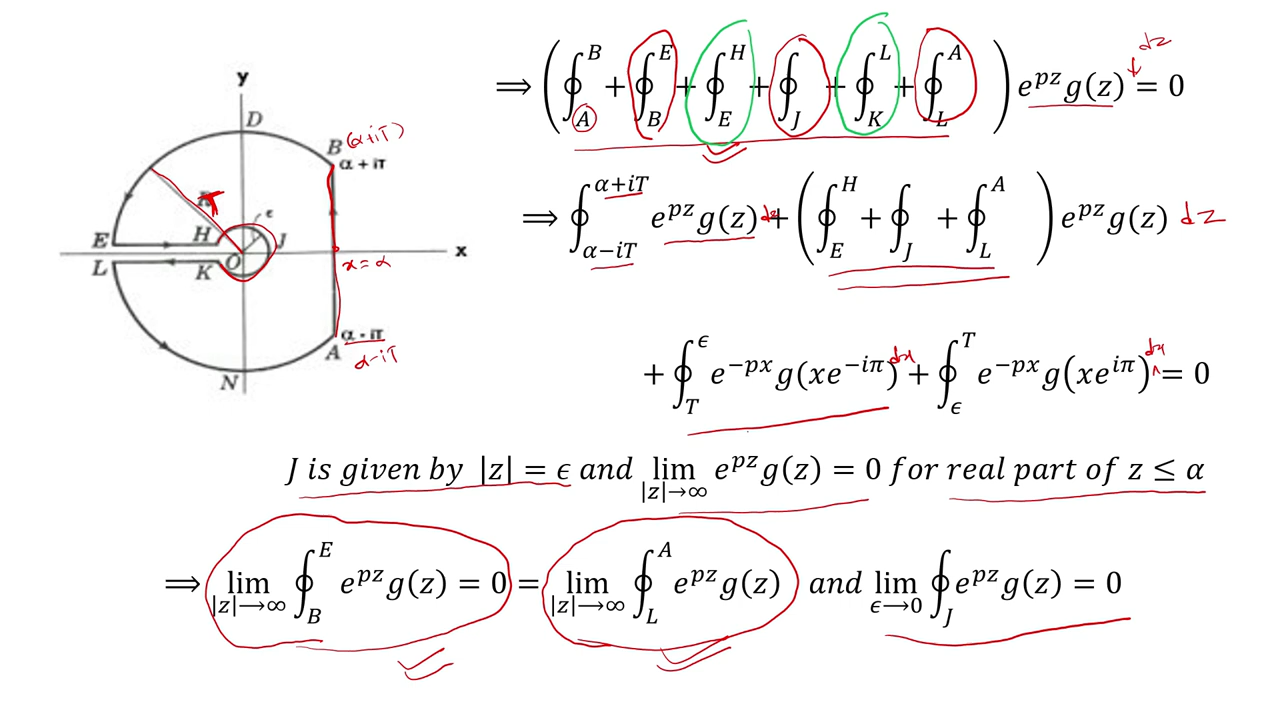 ⟹ (∮_A^B + ∮_B^E + ∮_E^H + ∮_J + ∮_K^L + ∮_L^A) e^{pz}g(z) dz = 0
⟹ ∮_{α−iT}^{α+iT} e^{pz}g(z) dz + (∮_E^H + ∮_J + ∮_L^A) e^{pz}g(z) dz
+ ∮_T^ϵ e^{−px}g(xe^{−iπ}) dx + ∮_ϵ^T e^{−px}g(xe^{iπ}) dx = 0
y
D
B (α+iT)
α + iT
R T
ϵ
E H J
x
L K O x=α
α - iT
A
α-iT
N
J is given by |z| = ϵ and lim_{|z|⟶∞} e^{pz}g(z) = 0 for real part of z ≤ α
⟹ lim_{|z|⟶∞} ∮_B^E e^{pz}g(z) = 0 = lim_{|z|⟶∞} ∮_L^A e^{pz}g(z) and lim_{ϵ⟶0} ∮_J e^{pz}g(z) = 0